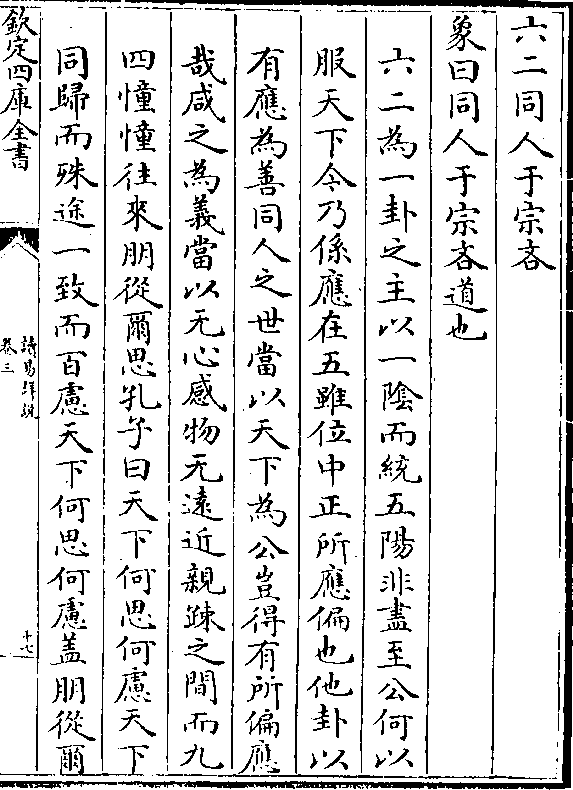 六二同人于宗吝
象曰同人于宗吝道也
六二為一卦之主以一陰而統五陽非盡至公何以
服天下今乃係應在五雖位中正所應偏也他卦以
有應為善同人之世當以天下為公豈得有所偏應
哉咸之為義當以无心感物无遠近親踈之間而九
四憧憧往來朋從爾思孔子曰天下何思何慮天下
同歸而殊途一致而百慮天下何思何慮蓋朋從爾
欽定四庫全書
讀易詳說
卷三
十七